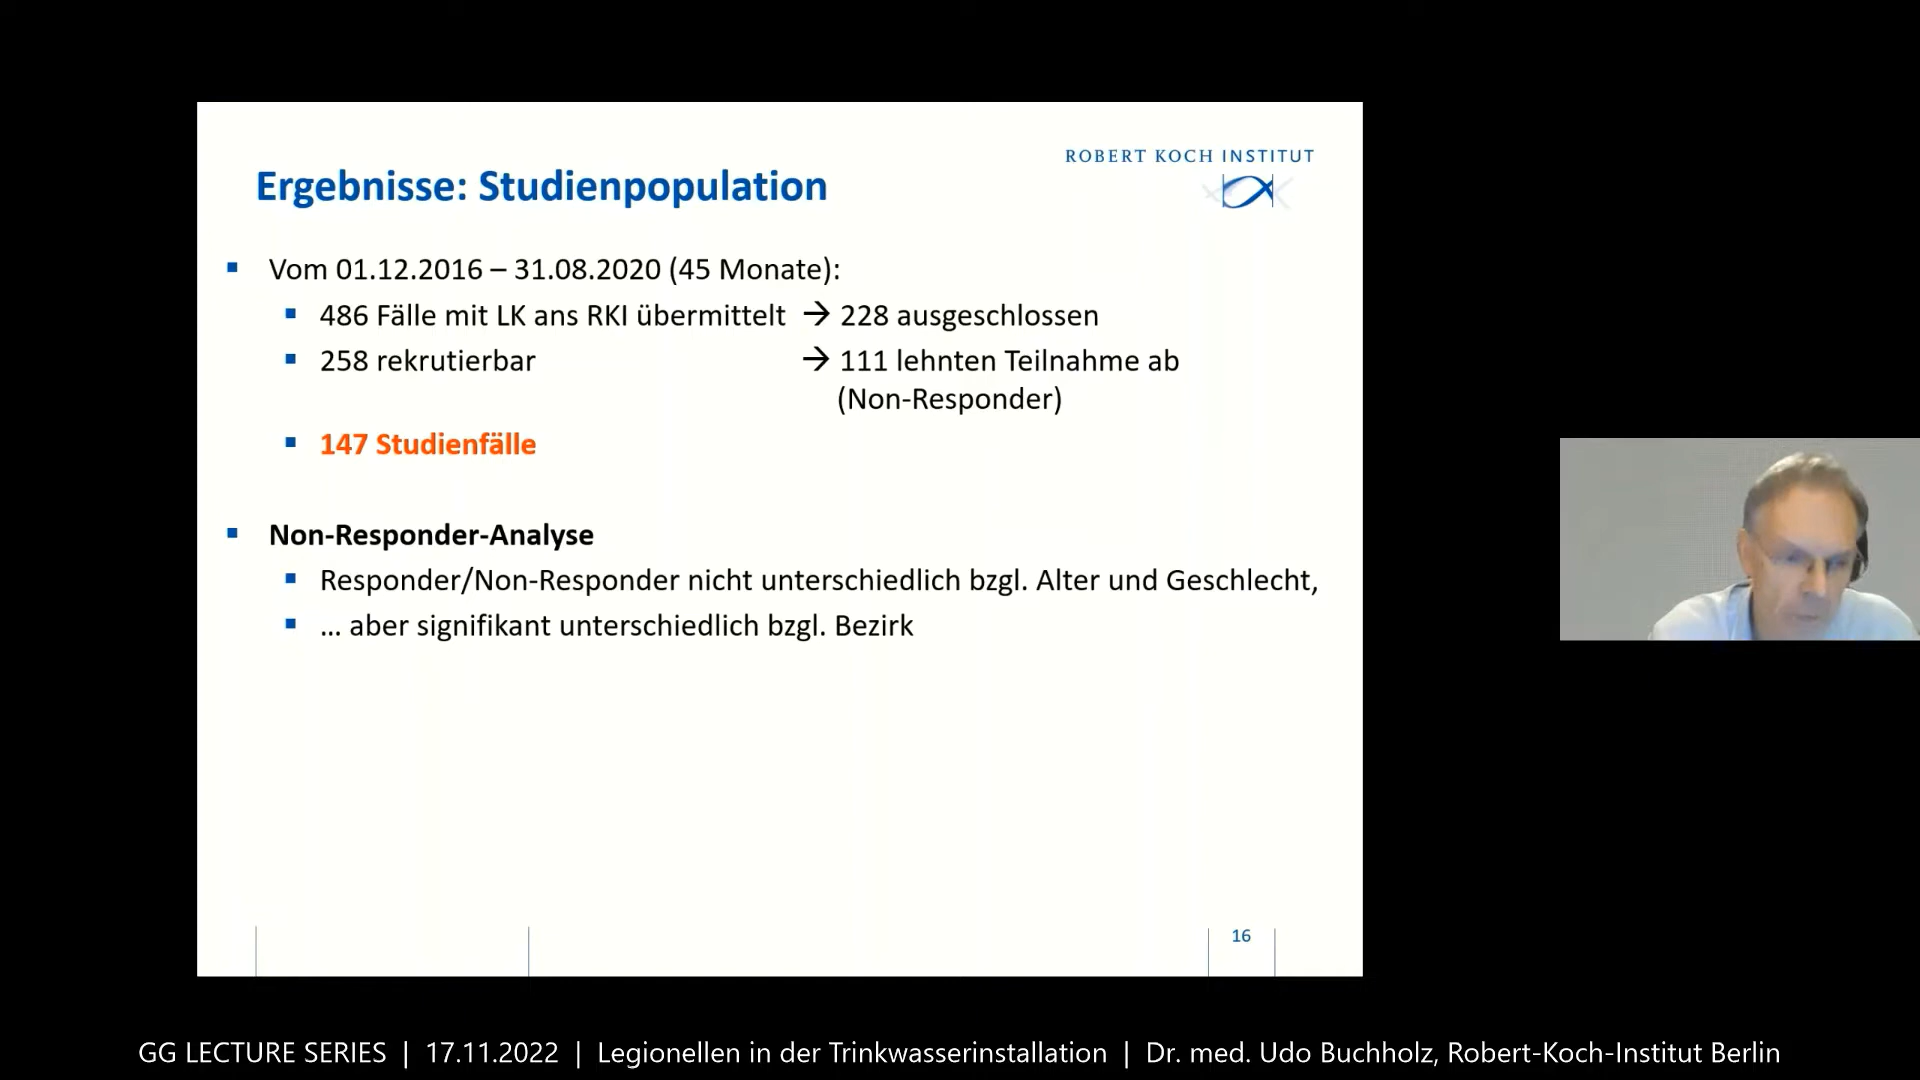 ROBERT KOCH INSTITUT
Ergebnisse: Studienpopulation
Vom 01.12.2016 – 31.08.2020 (45 Monate):
486 Fälle mit LK ans RKI übermittelt → 228 ausgeschlossen
258 rekrutierbar → 111 lehnten Teilnahme ab
(Non-Responder)
147 Studienfälle
Non-Responder-Analyse
Responder/Non-Responder nicht unterschiedlich bzgl. Alter und Geschlecht,
... aber signifikant unterschiedlich bzgl. Bezirk
16
GG LECTURE SERIES | 17.11.2022 | Legionellen in der Trinkwasserinstallation | Dr. med. Udo Buchholz, Robert-Koch-Institut Berlin